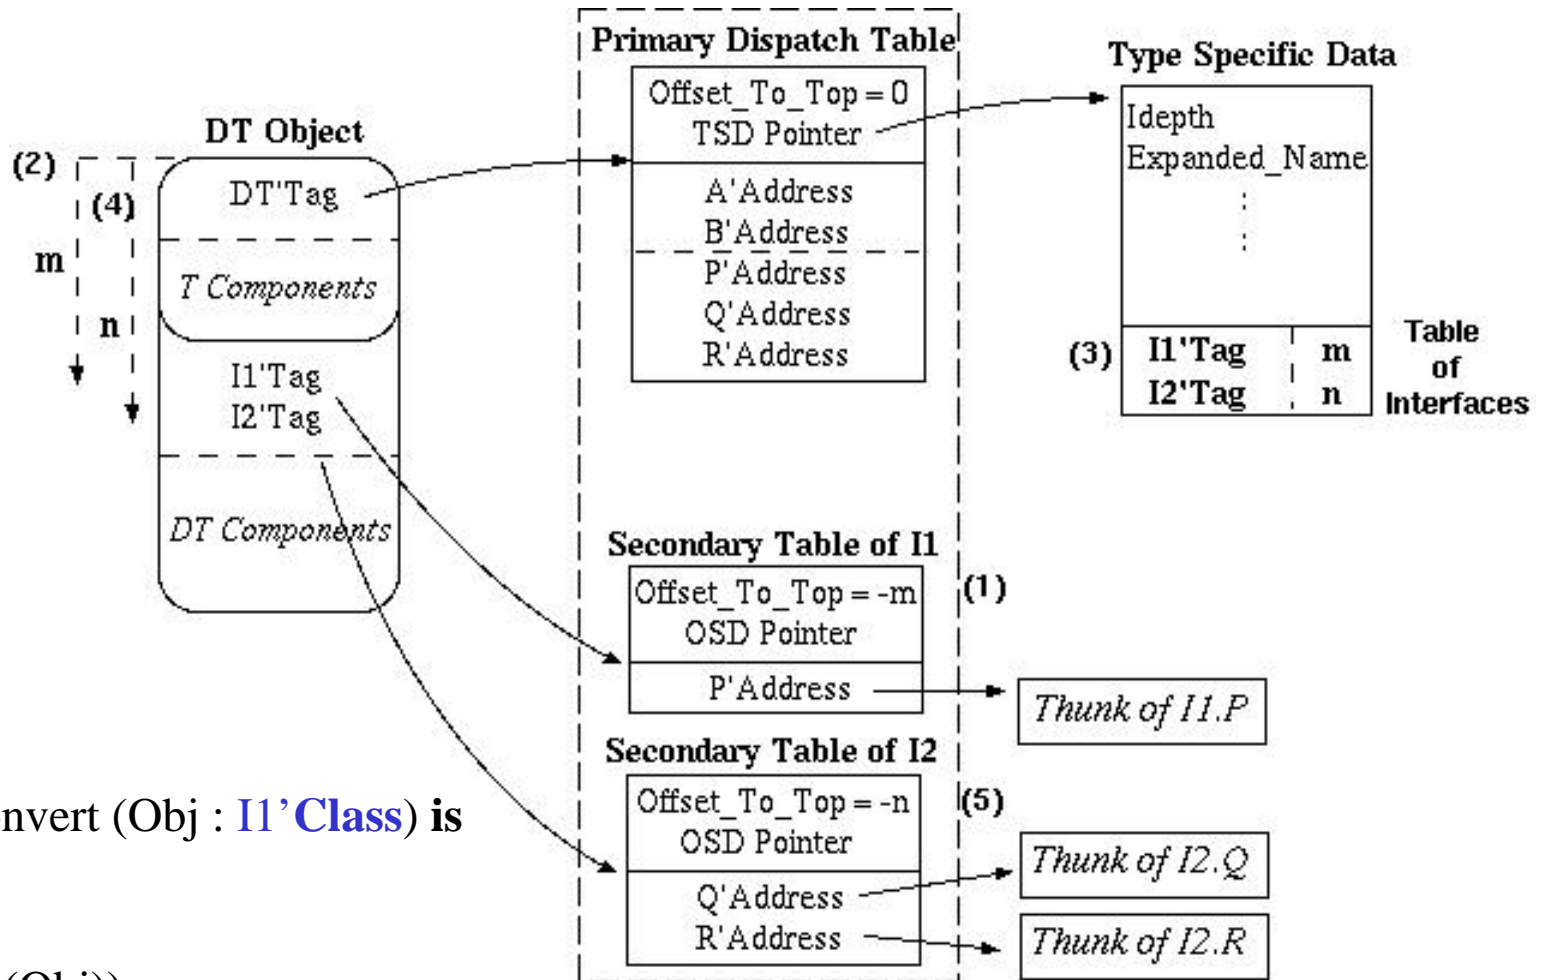 Primary Dispatch Table
Offset_To_Top = 0
TSD Pointer
A'Address
B'Address
P'Address
Q'Address
R'Address
Type Specific Data
Idepth
Expanded_Name
(3)
I1'Tag m
I2'Tag n
Table
of
Interfaces
DT Object
(2)
(4)
m
n
DT'Tag
T Components
I1'Tag
I2'Tag
DT Components
Secondary Table of I1
(1)
Offset_To_Top = -m
OSD Pointer
P'Address
Thunk of I1.P
Secondary Table of I2
(5)
Offset_To_Top = -n
OSD Pointer
Q'Address
R'Address
Thunk of I2.Q
Thunk of I2.R
nvert (Obj : I1’Class) is